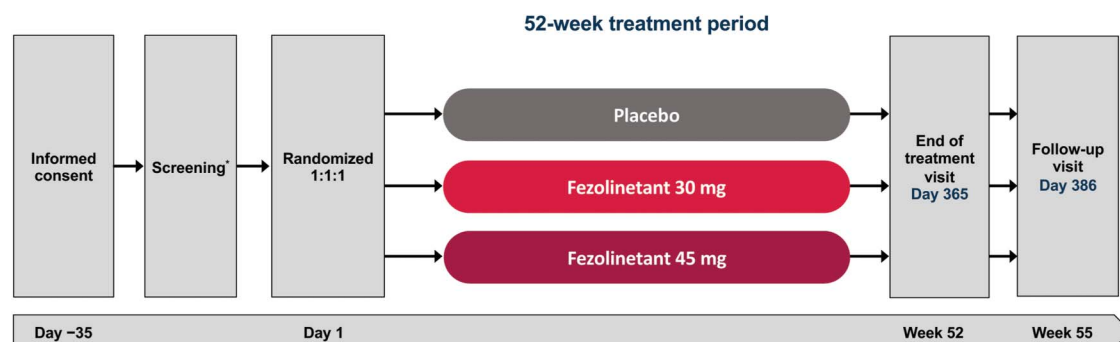 52-week treatment period
Informed
consent
Screening*
Randomized
1:1:1
Placebo
Fezolinetant 30 mg
Fezolinetant 45 mg
End of
treatment
visit
Day 365
Follow-up
visit
Day 386
Day −35
Day 1
Week 52
Week 55